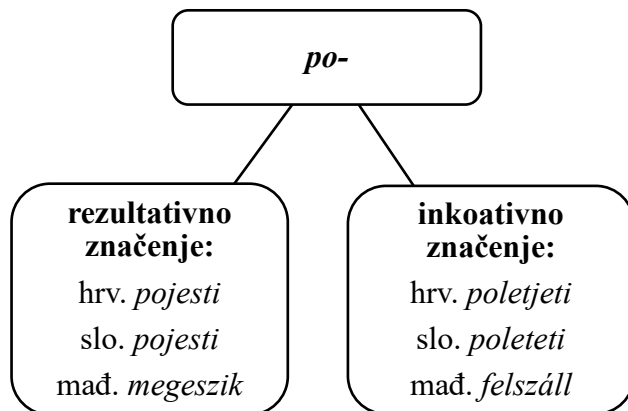 po-
rezultativno
značenje:
hrv. pojesti
slo. pojesti
mađ. megeszik
inkoativno
značenje:
hrv. poletjeti
slo. poleteti
mađ. felszáll